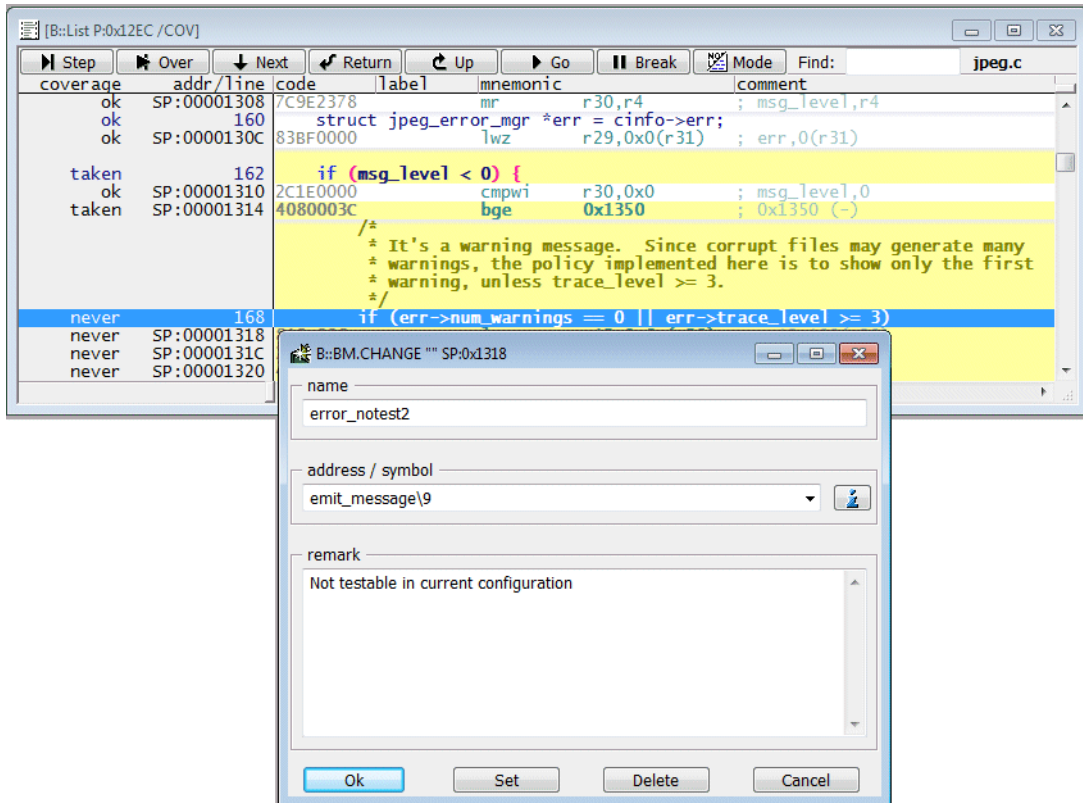 [B::List P:0x12EC /COV]
Step Over Next Return Up Go Break Mode Find: jpeg.c
coverage addr/line code label mnemonic comment
ok SP:00001308 7C9E2378 mr r30,r4 ; msg_level,r4
ok 160 struct jpeg_error_mgr *err = cinfo->err;
ok SP:0000130C 83BF0000 lwz r29,0x0(r31) ; err,0(r31)
taken 162 if (msg_level < 0) {
ok SP:00001310 2C1E0000 cmpwi r30,0x0 ; msg_level,0
taken SP:00001314 4080003C bge 0x1350 ; 0x1350 (-)
/*
* It's a warning message. Since corrupt files may generate many
* warnings, the policy implemented here is to show only the first
* warning, unless trace_level >= 3.
*/
never 168 if (err->num_warnings == 0 || err->trace_level >= 3)
never SP:00001318
never SP:0000131C
never SP:00001320
B::BM.CHANGE "" SP:0x1318
name
error_notest2
address / symbol
emit_message\9
remark
Not testable in current configuration
Ok Set Delete Cancel